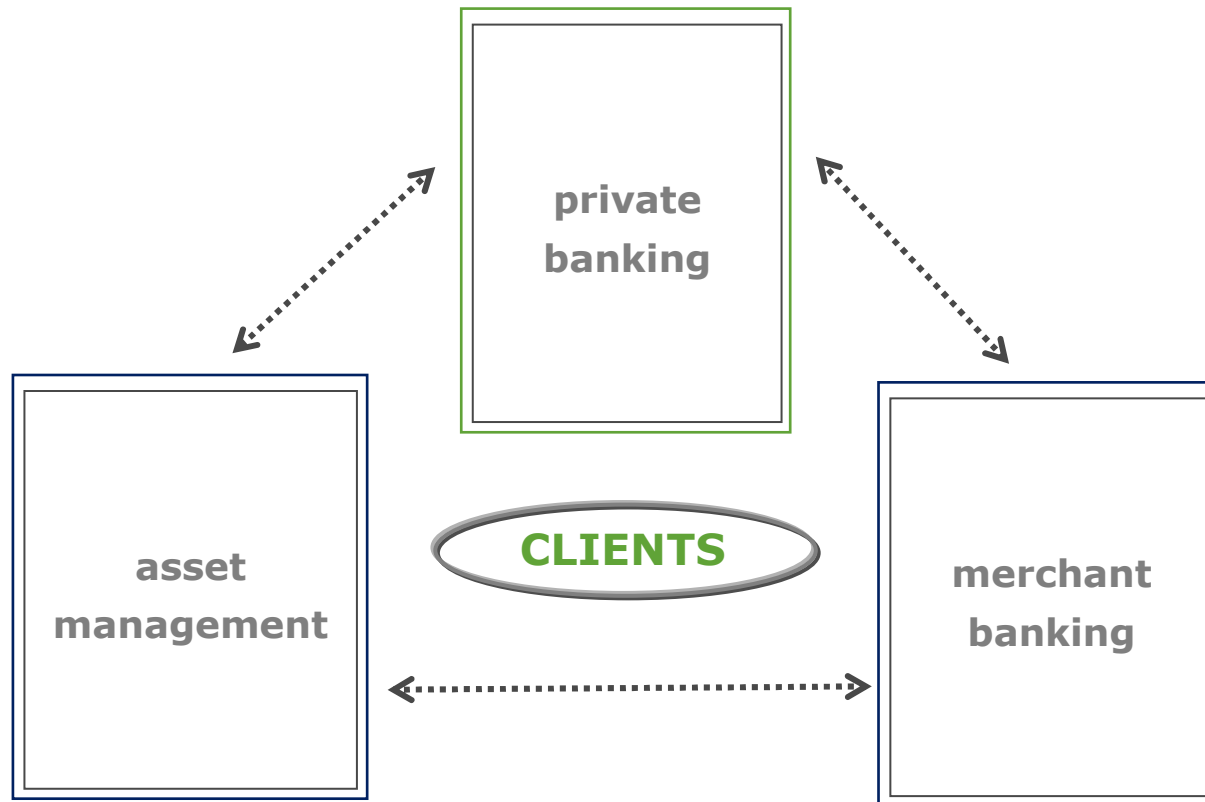 private
banking
CLIENTS
asset
management
merchant
banking